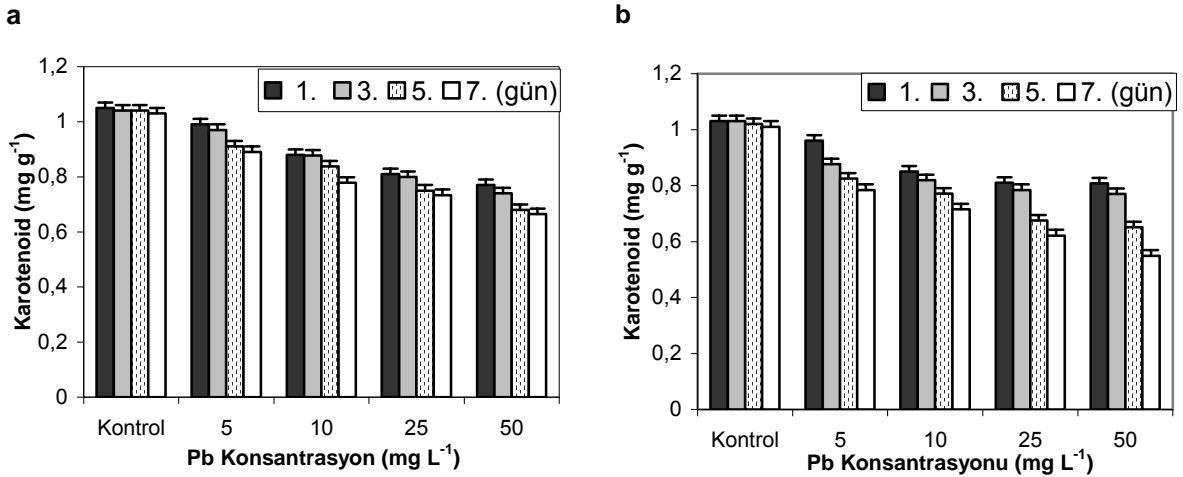 a
1,2
1
0,8
0,6
0,4
0,2
0
Karotenoid (mg g-1)
1. 3. 5. 7. (gün)
Kontrol 5 10 25 50
Pb Konsantrasyon (mg L-1)
b
1,2
1
0,8
0,6
0,4
0,2
0
Karotenoid (mg g-1)
1. 3. 5. 7. (gün)
Kontrol 5 10 25 50
Pb Konsantrasyonu (mg L-1)